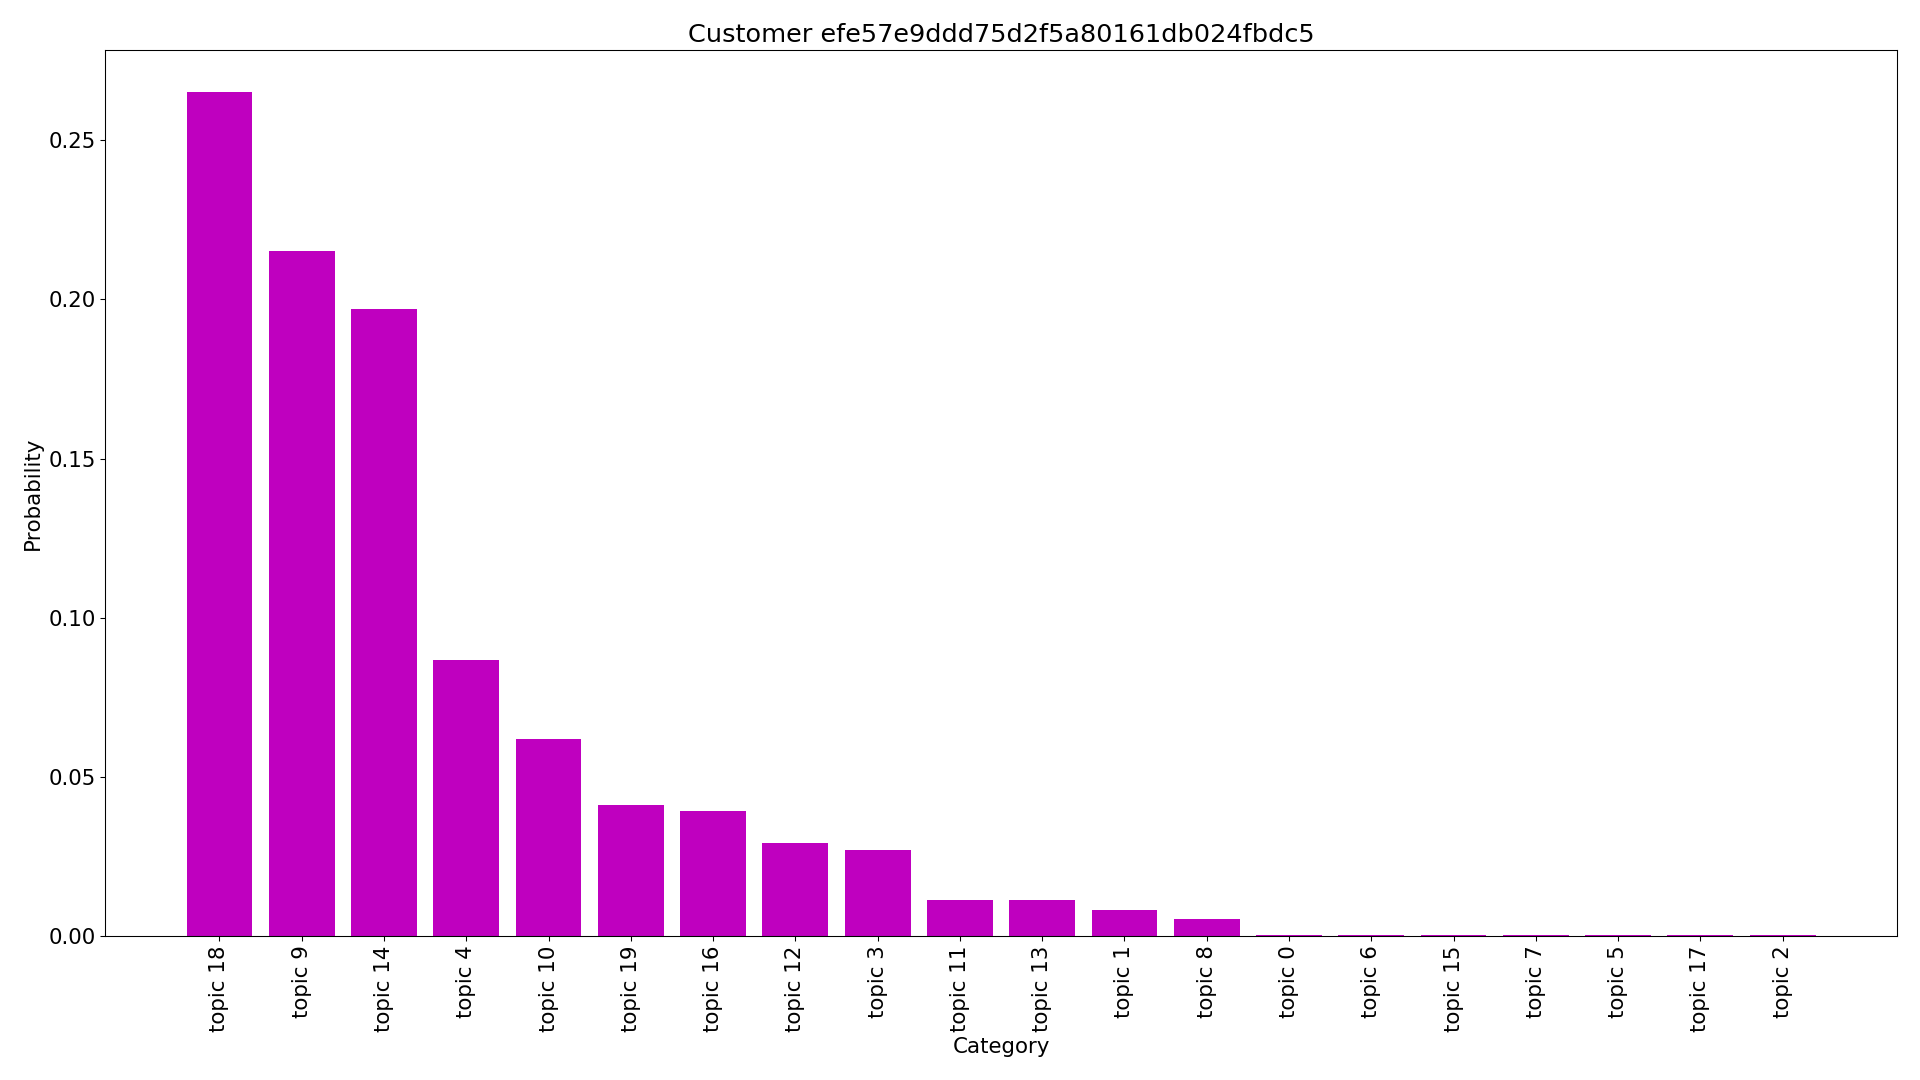 Customer efe57e9ddd75d2f5a80161db024fbdc5
Probability
0.25
0.20
0.15
0.10
0.05
0.00
topic 18
topic 9
topic 14
topic 4
topic 10
topic 19
topic 16
topic 12
topic 3
topic 11
topic 13
topic 1
topic 8
topic 0
topic 6
topic 15
topic 7
topic 5
topic 17
topic 2
Category